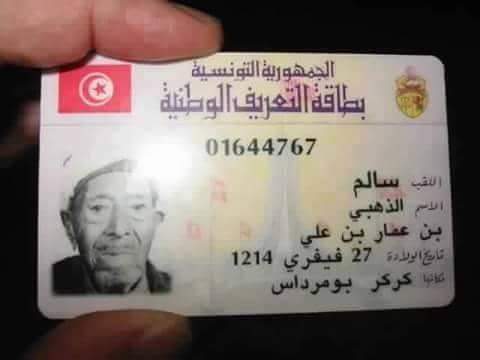 الجمهورية التونسية
بطاقة التعريف الوطنية
01644767
اللقب سالم
الاسم الذهبي
بن عمار بن علي
تاريخ الولادة 27 فيفري 1214
مكانها كركر بومرداس